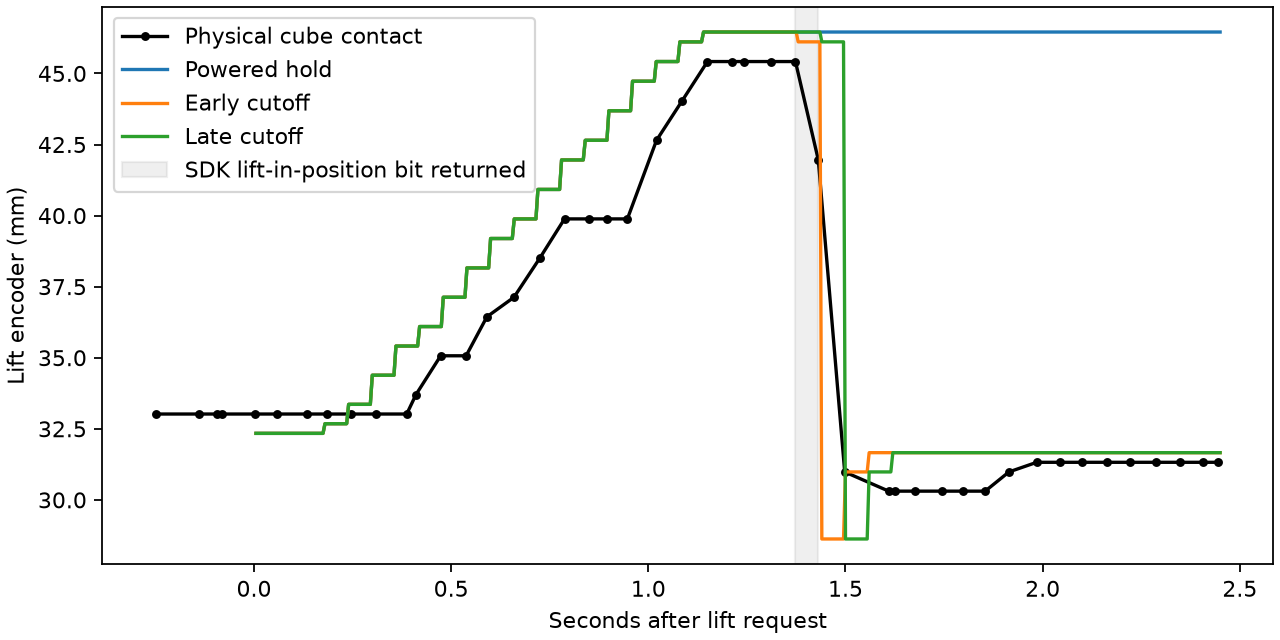 Physical cube contact
Powered hold
Early cutoff
Late cutoff
SDK lift-in-position bit returned
Lift encoder (mm)
45.0
42.5
40.0
37.5
35.0
32.5
30.0
0.0 0.5 1.0 1.5 2.0 2.5
Seconds after lift request